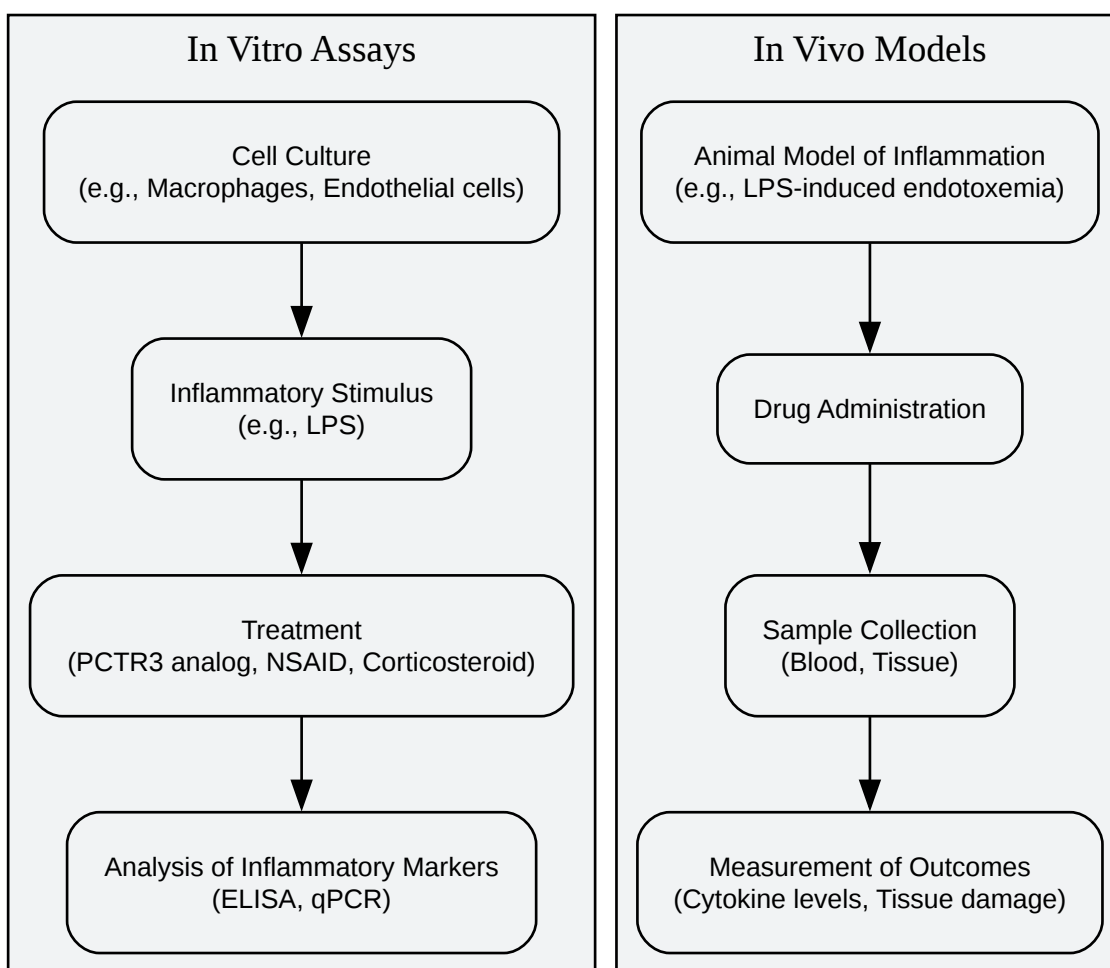 In Vitro Assays
Cell Culture
(e.g., Macrophages, Endothelial cells)
Inflammatory Stimulus
(e.g., LPS)
Treatment
(PCTR3 analog, NSAID, Corticosteroid)
Analysis of Inflammatory Markers
(ELISA, qPCR)
In Vivo Models
Animal Model of Inflammation
(e.g., LPS-induced endotoxemia)
Drug Administration
Sample Collection
(Blood, Tissue)
Measurement of Outcomes
(Cytokine levels, Tissue damage)